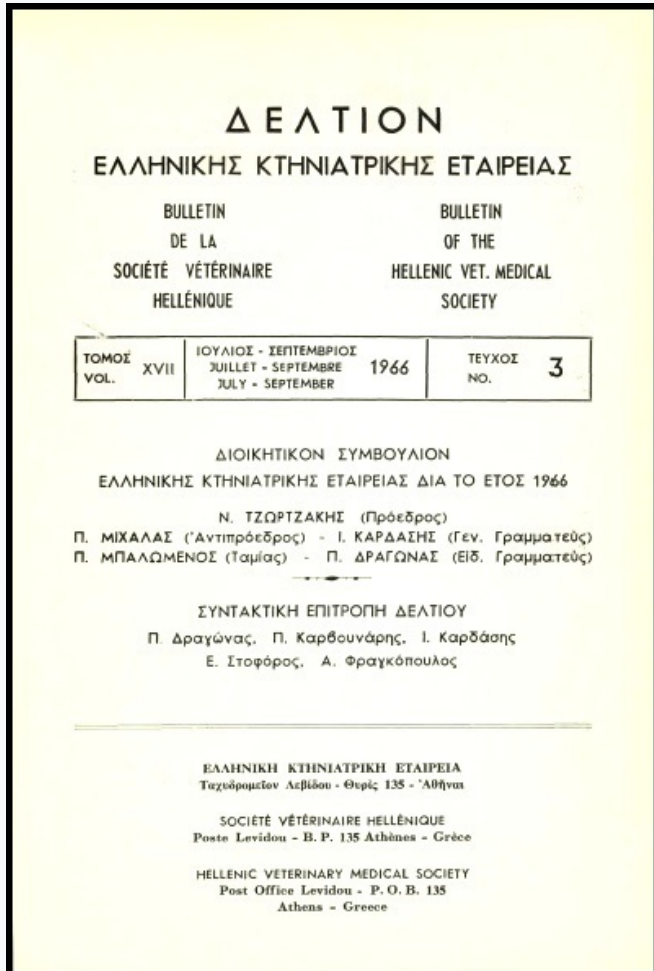 ΔΕΛΤΙΟΝ
ΕΛΛΗΝΙΚΗΣ ΚΤΗΝΙΑΤΡΙΚΗΣ ΕΤΑΙΡΕΙΑΣ
BULLETIN
DE LA
SOCIÉTÉ VÉTÉRINAIRE
HELLÉNIQUE
BULLETIN
OF THE
HELLENIC VET. MEDICAL
SOCIETY
ΤΟΜΟΣ
VOL.
XVII
ΙΟΥΛΙΟΣ - ΣΕΠΤΕΜΒΡΙΟΣ
JUILLET - SEPTEMBRE
JULY - SEPTEMBER
1966
ΤΕΥΧΟΣ
NO.
3
ΔΙΟΙΚΗΤΙΚΟΝ ΣΥΜΒΟΥΛΙΟΝ
ΕΛΛΗΝΙΚΗΣ ΚΤΗΝΙΑΤΡΙΚΗΣ ΕΤΑΙΡΕΙΑΣ ΔΙΑ ΤΟ ΕΤΟΣ 1966
Ν. ΤΖΩΡΤΖΑΚΗΣ (Πρόεδρος)
Π. ΜΙΧΑΛΑΣ (Ἀντιπρόεδρος) - Ι. ΚΑΡΔΑΣΗΣ (Γεν. Γραμματεὺς)
Π. ΜΠΑΛΩΜΕΝΟΣ (Ταμίας) - Π. ΔΡΑΓΩΝΑΣ (Εἰδ. Γραμματεὺς)
ΣΥΝΤΑΚΤΙΚΗ ΕΠΙΤΡΟΠΗ ΔΕΛΤΙΟΥ
Π. Δραγώνας, Π. Καρβουνάρης, Ι. Καρδάσης
Ε. Στοφόρος, Α. Φραγκόπουλος
ΕΛΛΗΝΙΚΗ ΚΤΗΝΙΑΤΡΙΚΗ ΕΤΑΙΡΕΙΑ
Ταχυδρομεῖον Λεβίδου - Θυρὶς 135 - Ἀθῆναι
SOCIÉTÉ VÉTÉRINAIRE HELLÉNIQUE
Poste Levidou - B. P. 135 Athènes - Grèce
HELLENIC VETERINARY MEDICAL SOCIETY
Post Office Levidou - P. O. B. 135
Athens - Greece